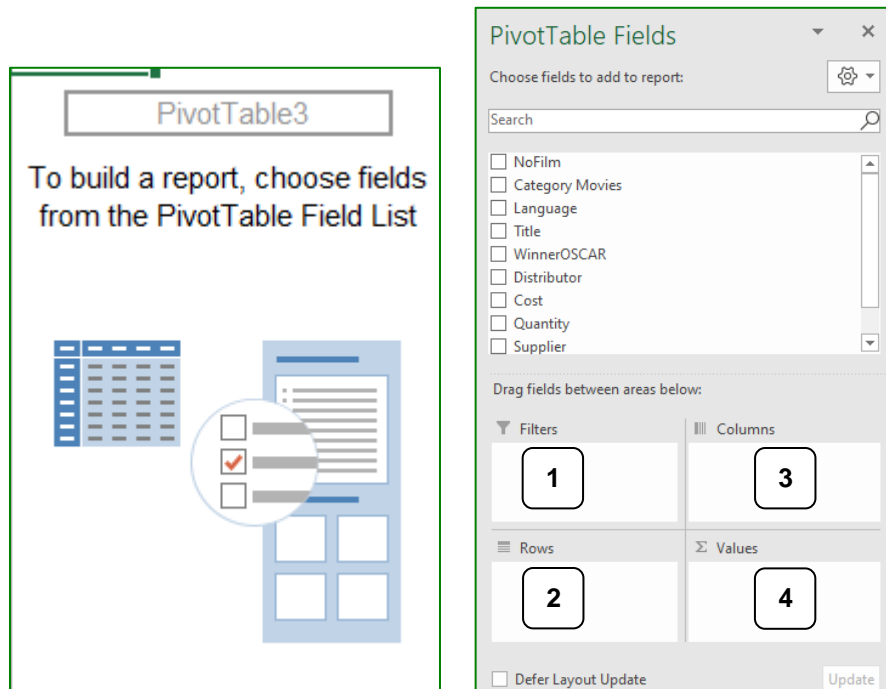 PivotTable3
To build a report, choose fields
from the PivotTable Field List
PivotTable Fields
Choose fields to add to report:
Search
NoFilm
Category Movies
Language
Title
WinnerOSCAR
Distributor
Cost
Quantity
Supplier
Drag fields between areas below:
Filters
Columns
1
3
Rows
Values
2
4
Defer Layout Update
Update